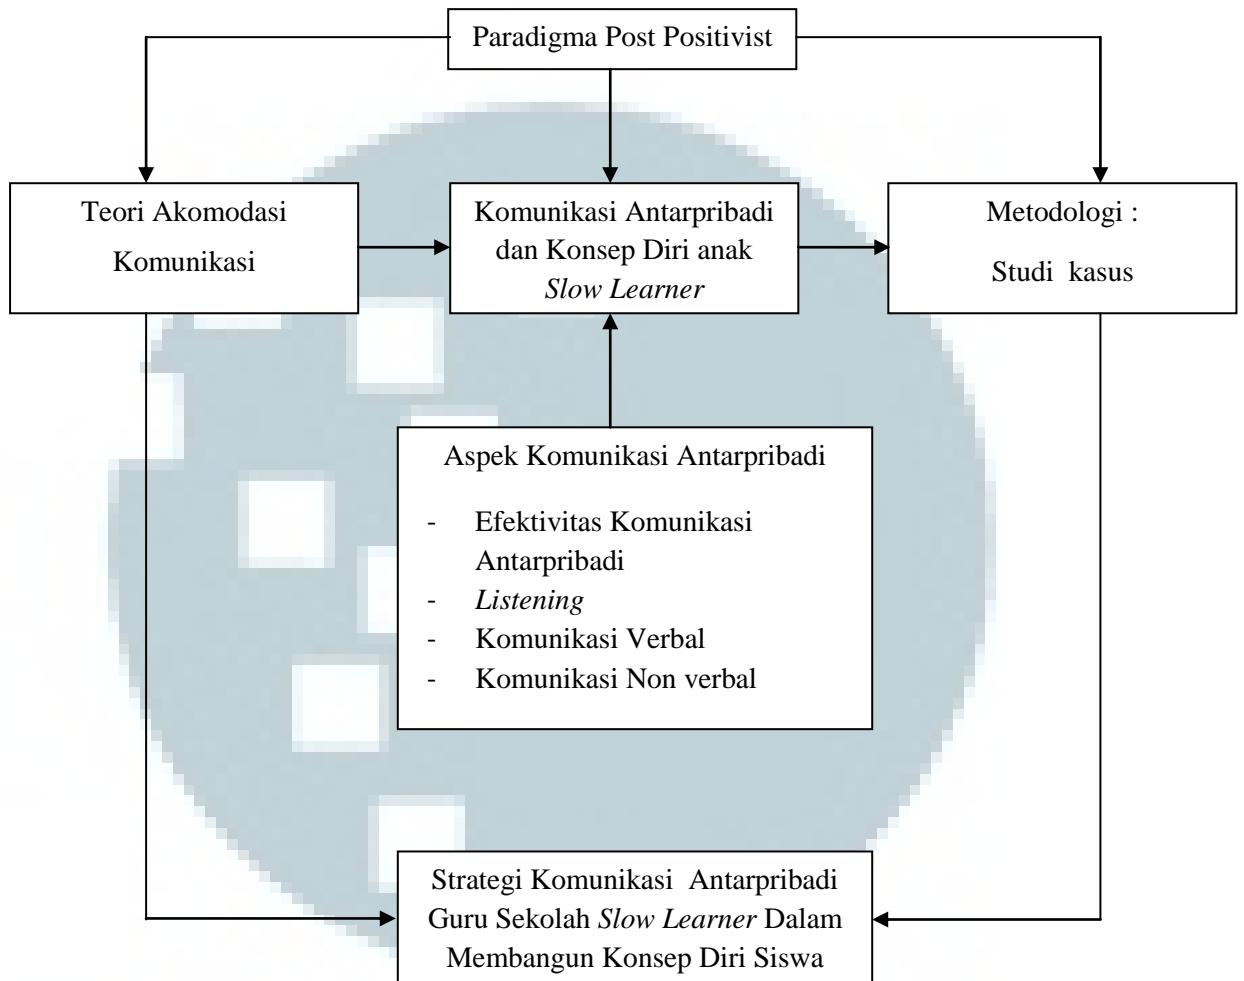 Paradigma Post Positivist
Teori Akomodasi
Komunikasi
Komunikasi Antarpribadi
dan Konsep Diri anak
Slow Learner
Metodologi :
Studi kasus
Aspek Komunikasi Antarpribadi
- Efektivitas Komunikasi
Antarpribadi
- Listening
- Komunikasi Verbal
- Komunikasi Non verbal
Strategi Komunikasi Antarpribadi
Guru Sekolah Slow Learner Dalam
Membangun Konsep Diri Siswa